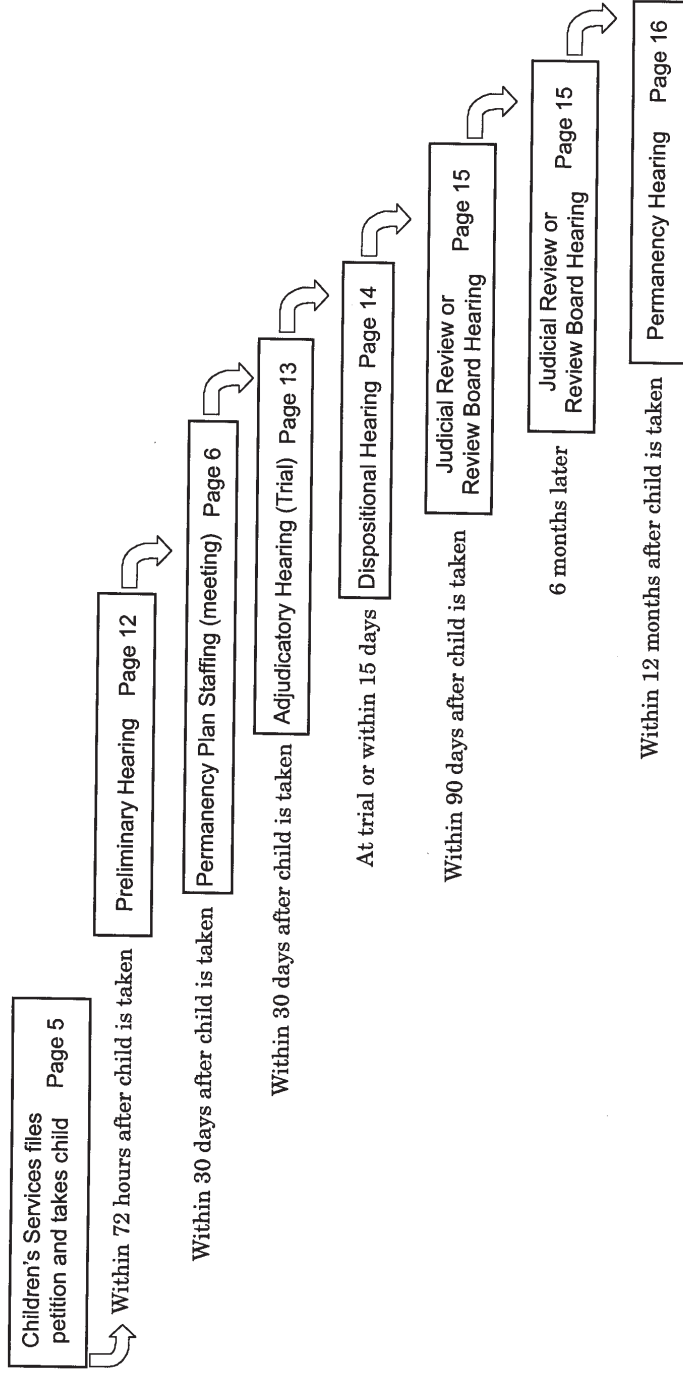 Children's Services files
petition and takes child Page 5
Within 72 hours after child is taken
Preliminary Hearing Page 12
Within 30 days after child is taken
Permanency Plan Staffing (meeting) Page 6
Within 30 days after child is taken
Adjudicatory Hearing (Trial) Page 13
At trial or within 15 days
Dispositional Hearing Page 14
Within 90 days after child is taken
Judicial Review or
Review Board Hearing Page 15
6 months later
Judicial Review or
Review Board Hearing Page 15
Within 12 months after child is taken
Permanency Hearing Page 16